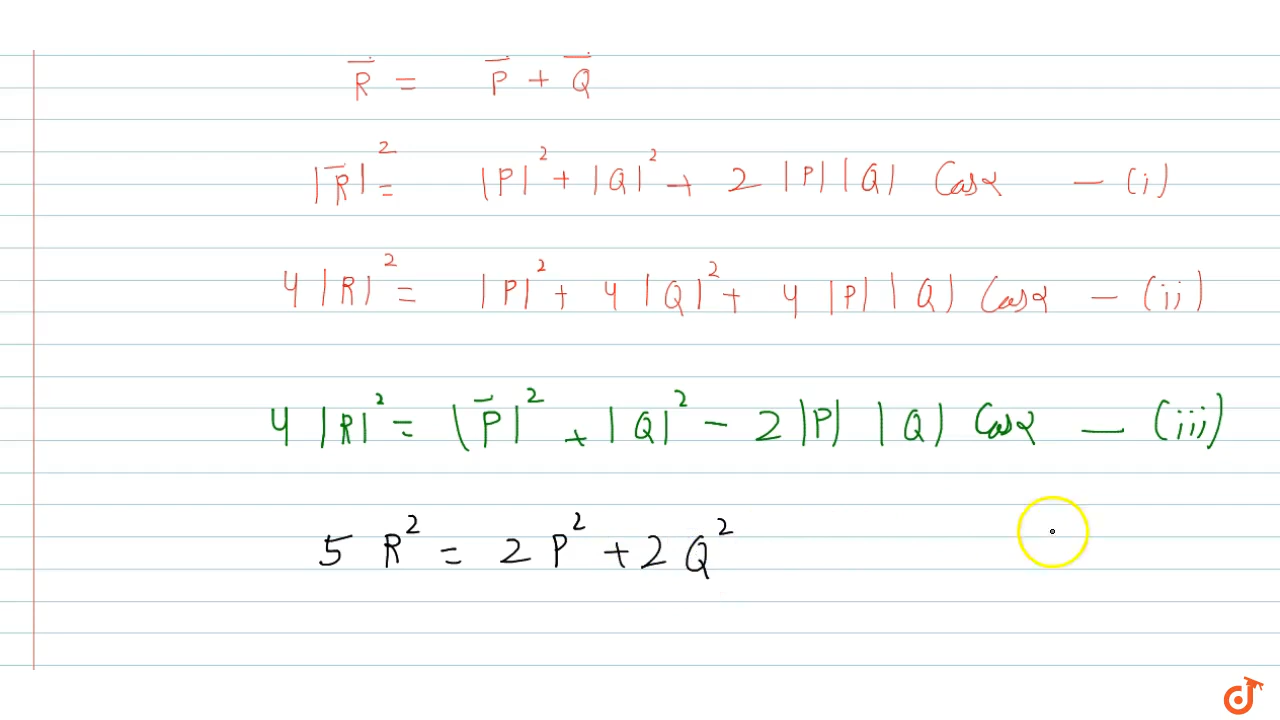 R̅ = P̅ + Q̅
|R̅|² = |P|² + |Q|² + 2 |P| |Q| Cosα — (i)
4 |R|² = |P|² + 4 |Q|² + 4 |P| |Q| Cosα — (ii)
4 |R|² = |P̅|² + |Q|² - 2 |P| |Q| Cosα — (iii)
5 R² = 2 P² + 2 Q²